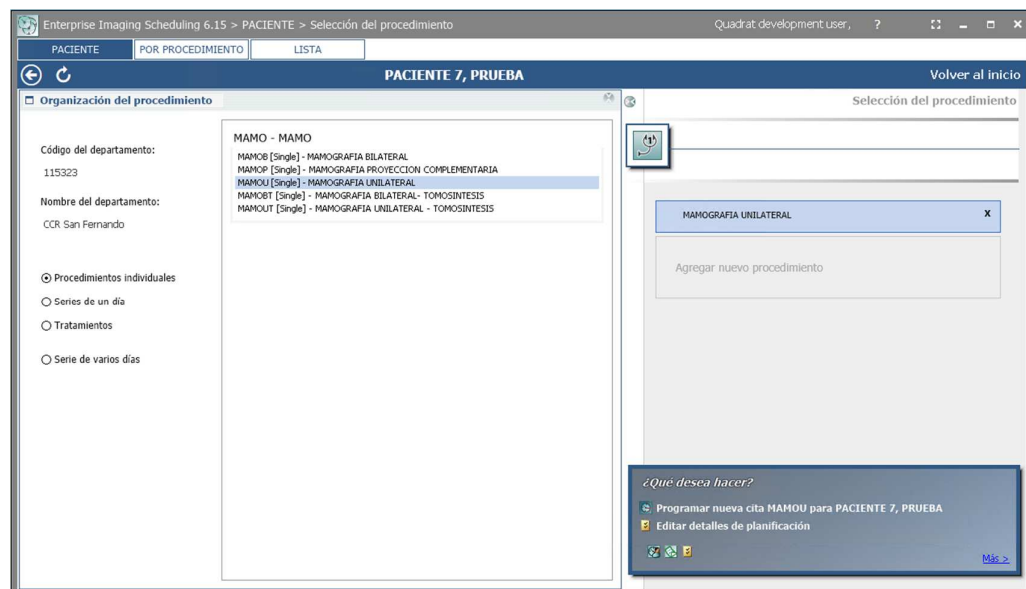 Enterprise Imaging Scheduling 6.15 > PACIENTE > Selección del procedimiento
Quadrat development user, ?
PACIENTE POR PROCEDIMIENTO LISTA
PACIENTE 7, PRUEBA
Volver al inicio
Organización del procedimiento
Selección del procedimiento
Código del departamento:
115323
Nombre del departamento:
CCR San Fernando
Procedimientos individuales
Series de un día
Tratamientos
Serie de varios días
MAMO - MAMO
MAMOB [Single] - MAMOGRAFIA BILATERAL
MAMOP [Single] - MAMOGRAFIA PROYECCION COMPLEMENTARIA
MAMOU [Single] - MAMOGRAFIA UNILATERAL
MAMOBT [Single] - MAMOGRAFIA BILATERAL- TOMOSINTESIS
MAMOUT [Single] - MAMOGRAFIA UNILATERAL - TOMOSINTESIS
MAMOGRAFIA UNILATERAL X
Agregar nuevo procedimiento
¿Qué desea hacer?
Programar nueva cita MAMOU para PACIENTE 7, PRUEBA
Editar detalles de planificación
Más >